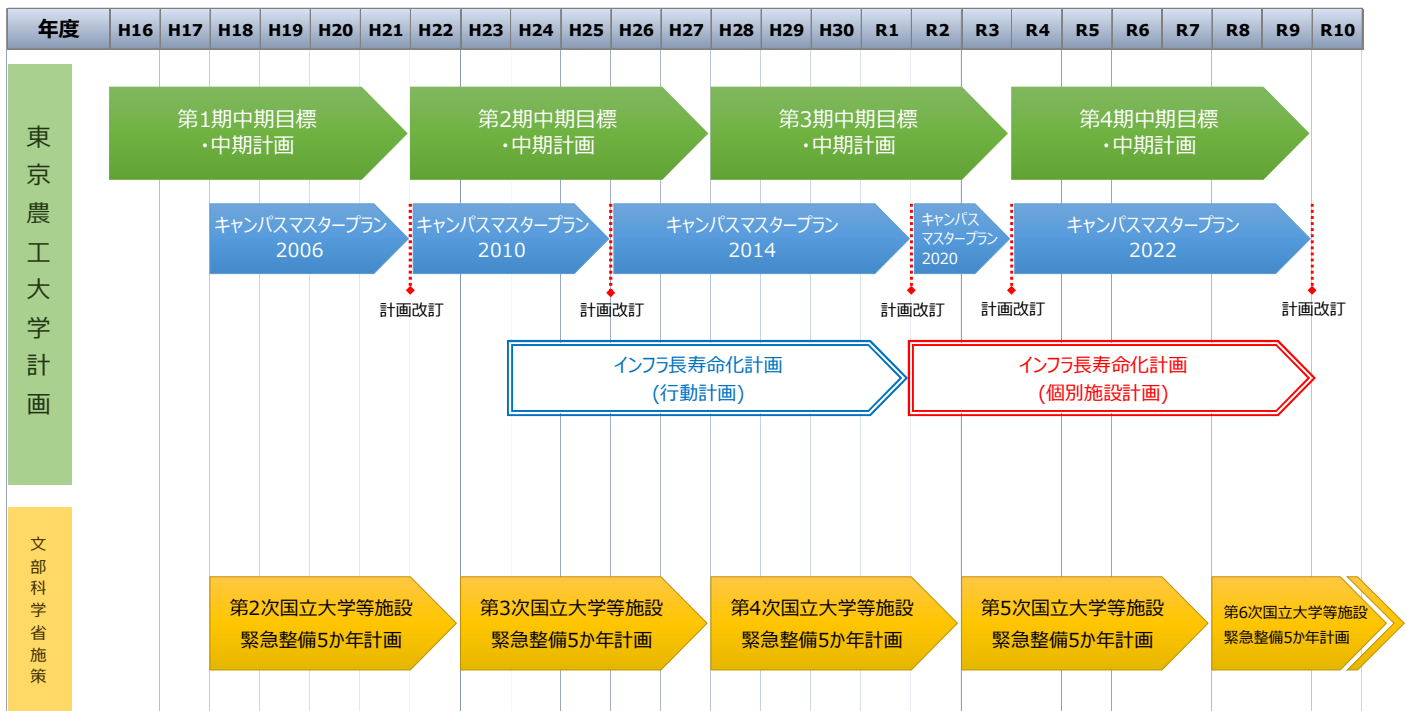 年度 H16 H17 H18 H19 H20 H21 H22 H23 H24 H25 H26 H27 H28 H29 H30 R1 R2 R3 R4 R5 R6 R7 R8 R9 R10
東京農工大学計画
第1期中期目標
・中期計画
第2期中期目標
・中期計画
第3期中期目標
・中期計画
第4期中期目標
・中期計画
キャンパスマスタープラン
2006
キャンパスマスタープラン
2010
キャンパスマスタープラン
2014
キャンパス
マスタープラン
2020
キャンパスマスタープラン
2022
計画改訂
計画改訂
計画改訂
計画改訂
計画改訂
インフラ長寿命化計画
(行動計画)
インフラ長寿命化計画
(個別施設計画)
文部科学省施策
第2次国立大学等施設
緊急整備5か年計画
第3次国立大学等施設
緊急整備5か年計画
第4次国立大学等施設
緊急整備5か年計画
第5次国立大学等施設
緊急整備5か年計画
第6次国立大学等施設
緊急整備5か年計画